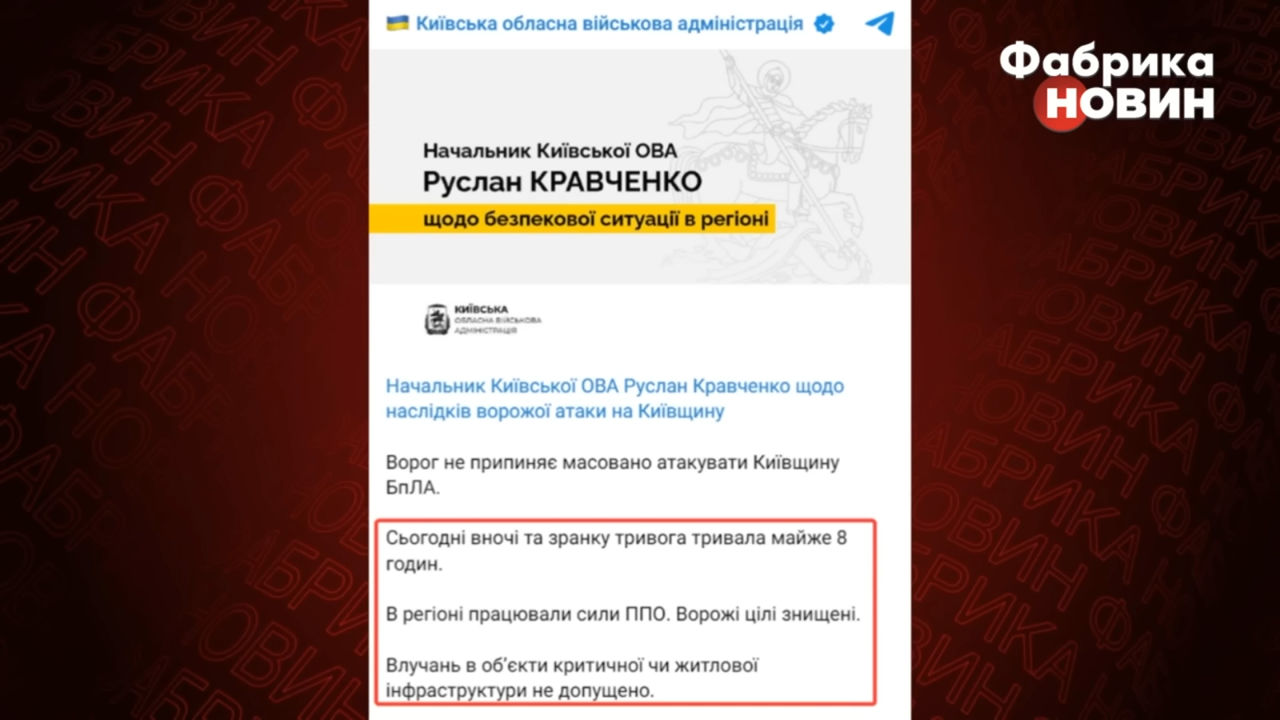 Київська обласна військова адміністрація
Фабрика
НОВИН
Начальник Київської ОВА
Руслан КРАВЧЕНКО
щодо безпекової ситуації в регіоні
КИЇВСЬКА
ОБЛАСНА ВІЙСЬКОВА
АДМІНІСТРАЦІЯ
Начальник Київської ОВА Руслан Кравченко щодо
наслідків ворожої атаки на Київщину
Ворог не припиняє масовано атакувати Київщину
БпЛА.
Сьогодні вночі та зранку тривога тривала майже 8
годин.
В регіоні працювали сили ППО. Ворожі цілі знищені.
Влучань в об'єкти критичної чи житлової
інфраструктури не допущено.